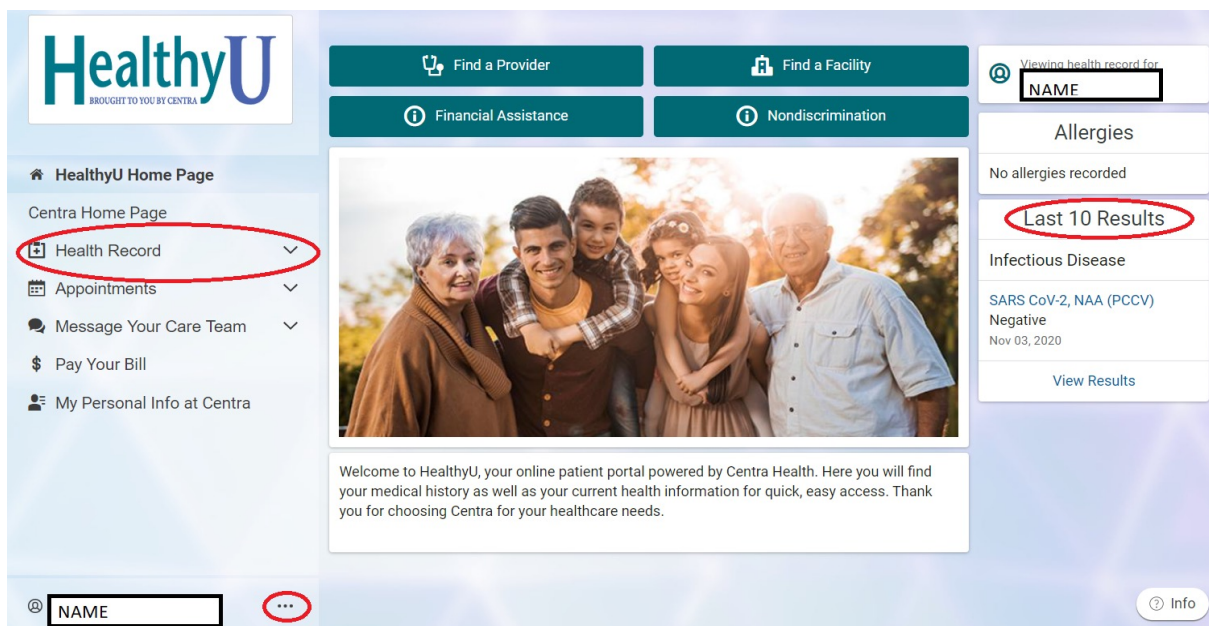 HealthyU
BROUGHT TO YOU BY CENTRA
HealthyU Home Page
Centra Home Page
Health Record
Appointments
Message Your Care Team
$ Pay Your Bill
My Personal Info at Centra
NAME
...
Find a Provider
Find a Facility
Financial Assistance
Nondiscrimination
Welcome to HealthyU, your online patient portal powered by Centra Health. Here you will find
your medical history as well as your current health information for quick, easy access. Thank
you for choosing Centra for your healthcare needs.
Viewing health record for
NAME
Allergies
No allergies recorded
Last 10 Results
Infectious Disease
SARS CoV-2, NAA (PCCV)
Negative
Nov 03, 2020
View Results
? Info